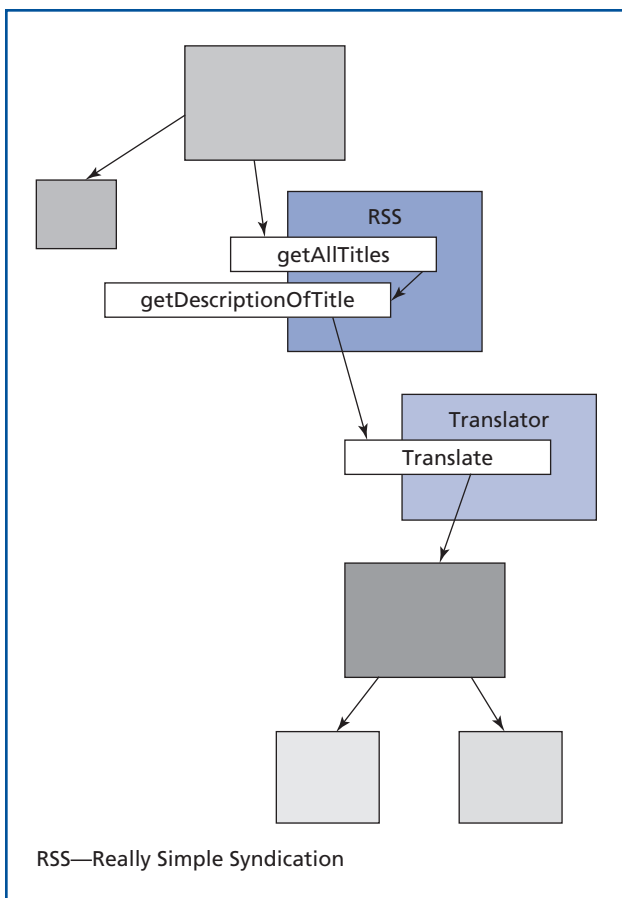 RSS
getAllTitles
getDescriptionOfTitle
Translator
Translate
RSS—Really Simple Syndication